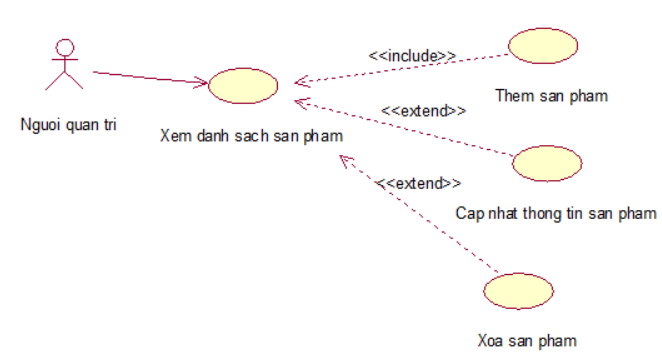 <<include>>
Them san pham
<<extend>>
Nguoi quan tri
Xem danh sach san pham
<<extend>>
Cap nhat thong tin san pham
Xoa san pham